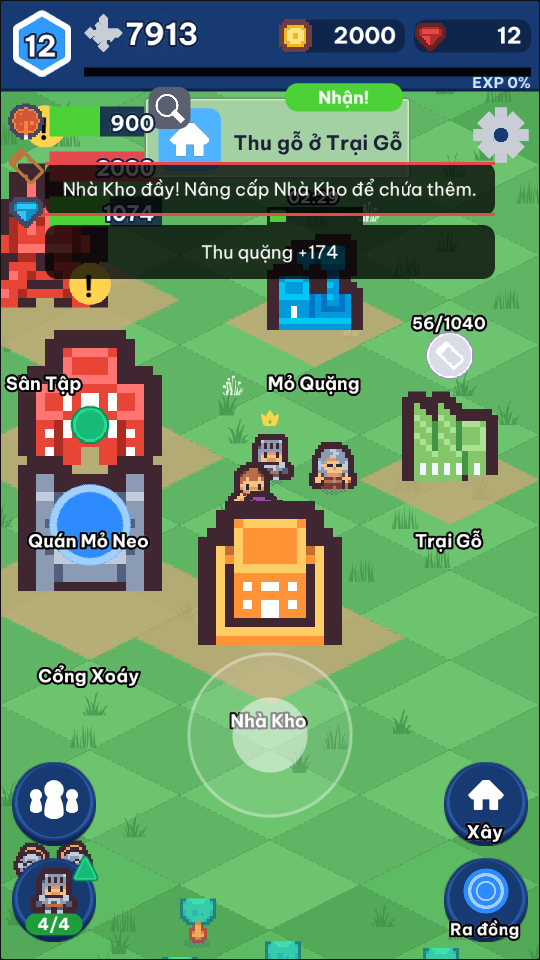 12
7913
2000
12
EXP 0%
Nhận!
900
Thu gỗ ở Trại Gỗ
2000
Nhà Kho đầy! Nâng cấp Nhà Kho để chứa thêm.
1074
02:29
!
Thu quặng +174
!
56/1040
Sân Tập
Mỏ Quặng
Quán Mỏ Neo
Trại Gỗ
Cổng Xoáy
Nhà Kho
Xây
4/4
Ra đồng